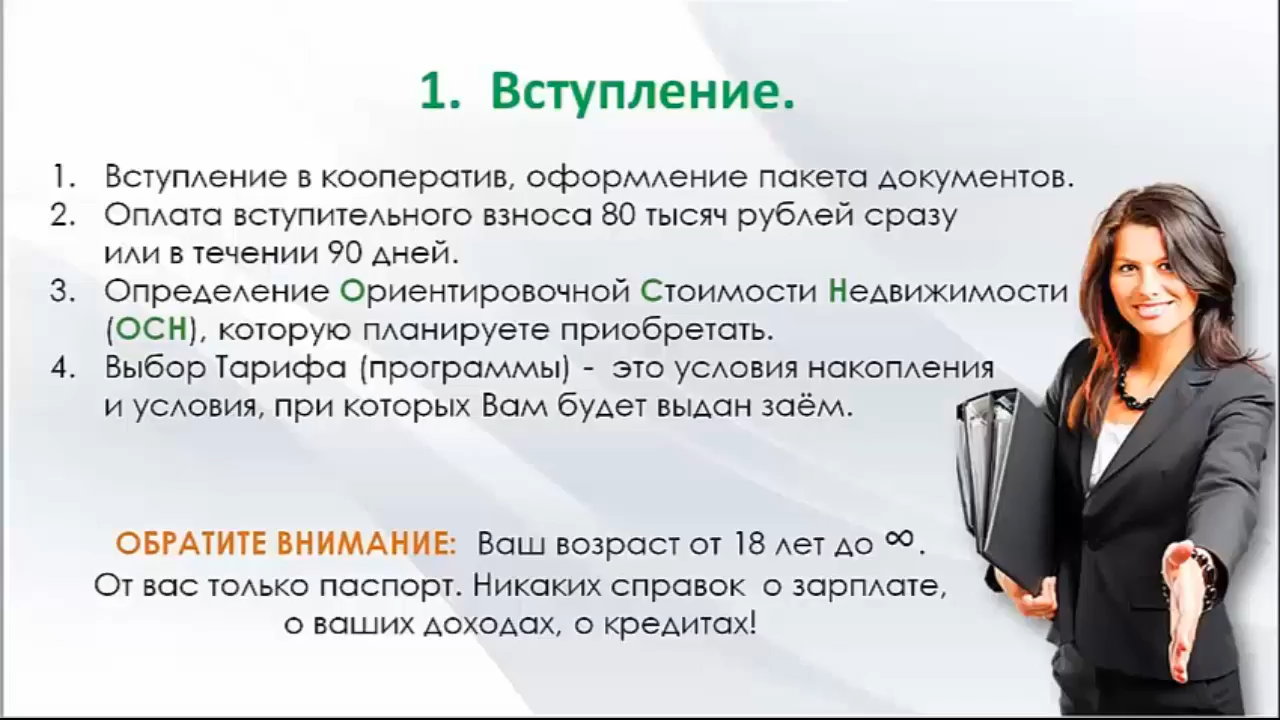 1. Вступление.
1. Вступление в кооператив, оформление пакета документов.
2. Оплата вступительного взноса 80 тысяч рублей сразу
или в течении 90 дней.
3. Определение Ориентировочной Стоимости Недвижимости
(ОСН), которую планируете приобретать.
4. Выбор Тарифа (программы) - это условия накопления
и условия, при которых Вам будет выдан заём.
ОБРАТИТЕ ВНИМАНИЕ: Ваш возраст от 18 лет до ∞.
От вас только паспорт. Никаких справок о зарплате,
о ваших доходах, о кредитах!